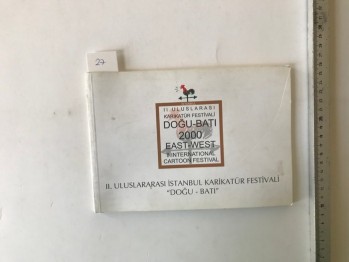 27
II. ULUSLARASI
KARİKATÜR FESTİVALİ
DOĞU-BATI
2000
EAST-WEST
INTERNATIONAL
CARTOON FESTIVAL
II. ULUSLARARASI İSTANBUL KARİKATÜR FESTİVALİ
"DOĞU - BATI"